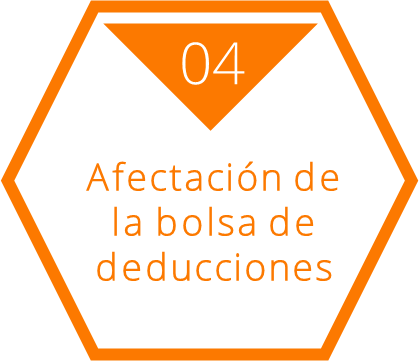 04
Afectación de
la bolsa de
deducciones